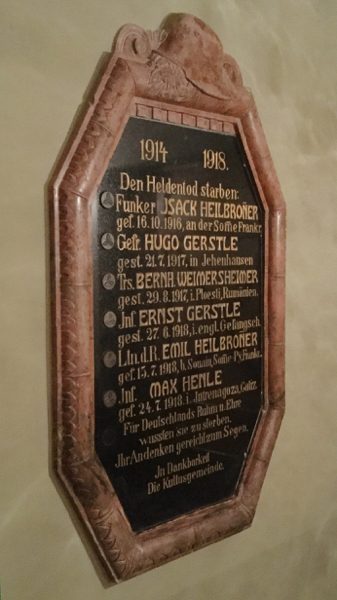 1914 1918.
Den Heldentod starben:
Funker JSACK HEILBRONER
gef. 16.10.1916, an der Somme Frankr.
Gefr. HUGO GERSTLE
gest. 21.7.1917, in Jebenhausen
Trs. BERNH. WEIMERSHEIMER
gest. 29.8.1917, i. Ploesti, Rumänien.
Jnf. ERNST GERSTLE
gest. 27.6.1918, i. engl. Gefangsch.
Ltn. d. R. EMIL HEILBRONER
gef. 15.7.1918, b. Souain, Frankr.
Jnf. MAX HENLE
gef. 24.7.1918 i.
Für Deutschlands Ruhm u. Ehre
wussten sie zu sterben.
Jhr Andenken gereicht zum Segen.
Jn Dankbarkeit
Die Kultusgemeinde.